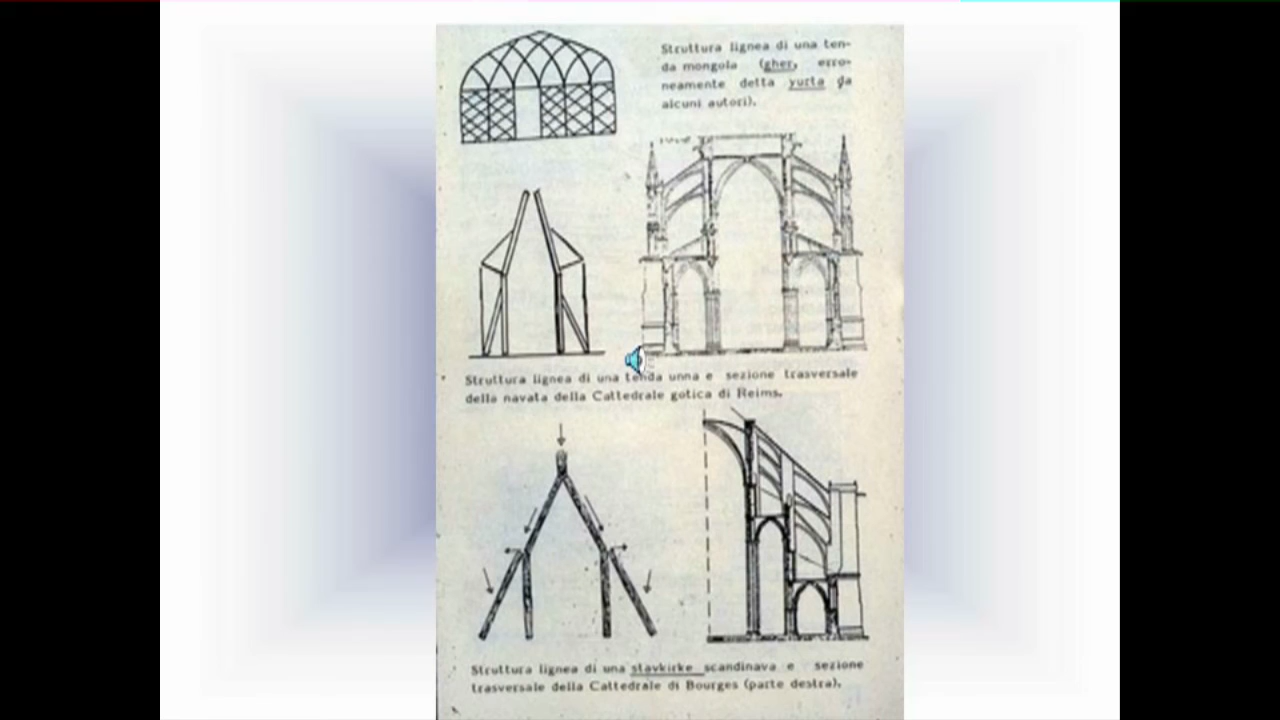 Struttura lignea di una ten-
da mongola (gher, erro-
neamente detta yurta da
alcuni autori).
Struttura lignea di una tenda unna e sezione trasversale
della navata della Cattedrale gotica di Reims.
Struttura lignea di una stavkirke scandinava e sezione
trasversale della Cattedrale di Bourges (parte destra).